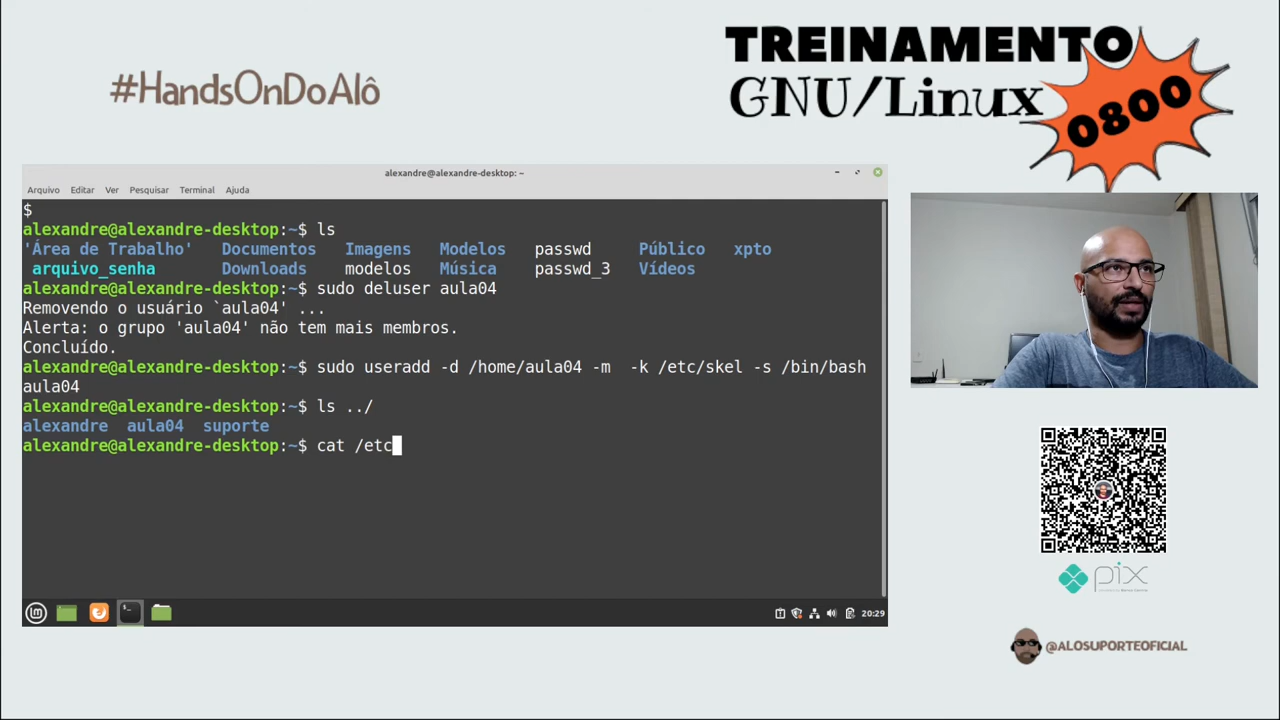 #HandsOnDoAlô
TREINAMENTO
GNU/Linux
0800
alexandre@alexandre-desktop: ~
Arquivo Editar Ver Pesquisar Terminal Ajuda
$
alexandre@alexandre-desktop:~$ ls
'Área de Trabalho' Documentos Imagens Modelos passwd Público xpto
arquivo_senha Downloads modelos Música passwd_3 Vídeos
alexandre@alexandre-desktop:~$ sudo deluser aula04
Removendo o usuário `aula04' ...
Alerta: o grupo 'aula04' não tem mais membros.
Concluído.
alexandre@alexandre-desktop:~$ sudo useradd -d /home/aula04 -m  -k /etc/skel -s /bin/bash
aula04
alexandre@alexandre-desktop:~$ ls ../
alexandre aula04 suporte
alexandre@alexandre-desktop:~$ cat /etc
20:29
pix
@ALOSUPORTEOFICIAL